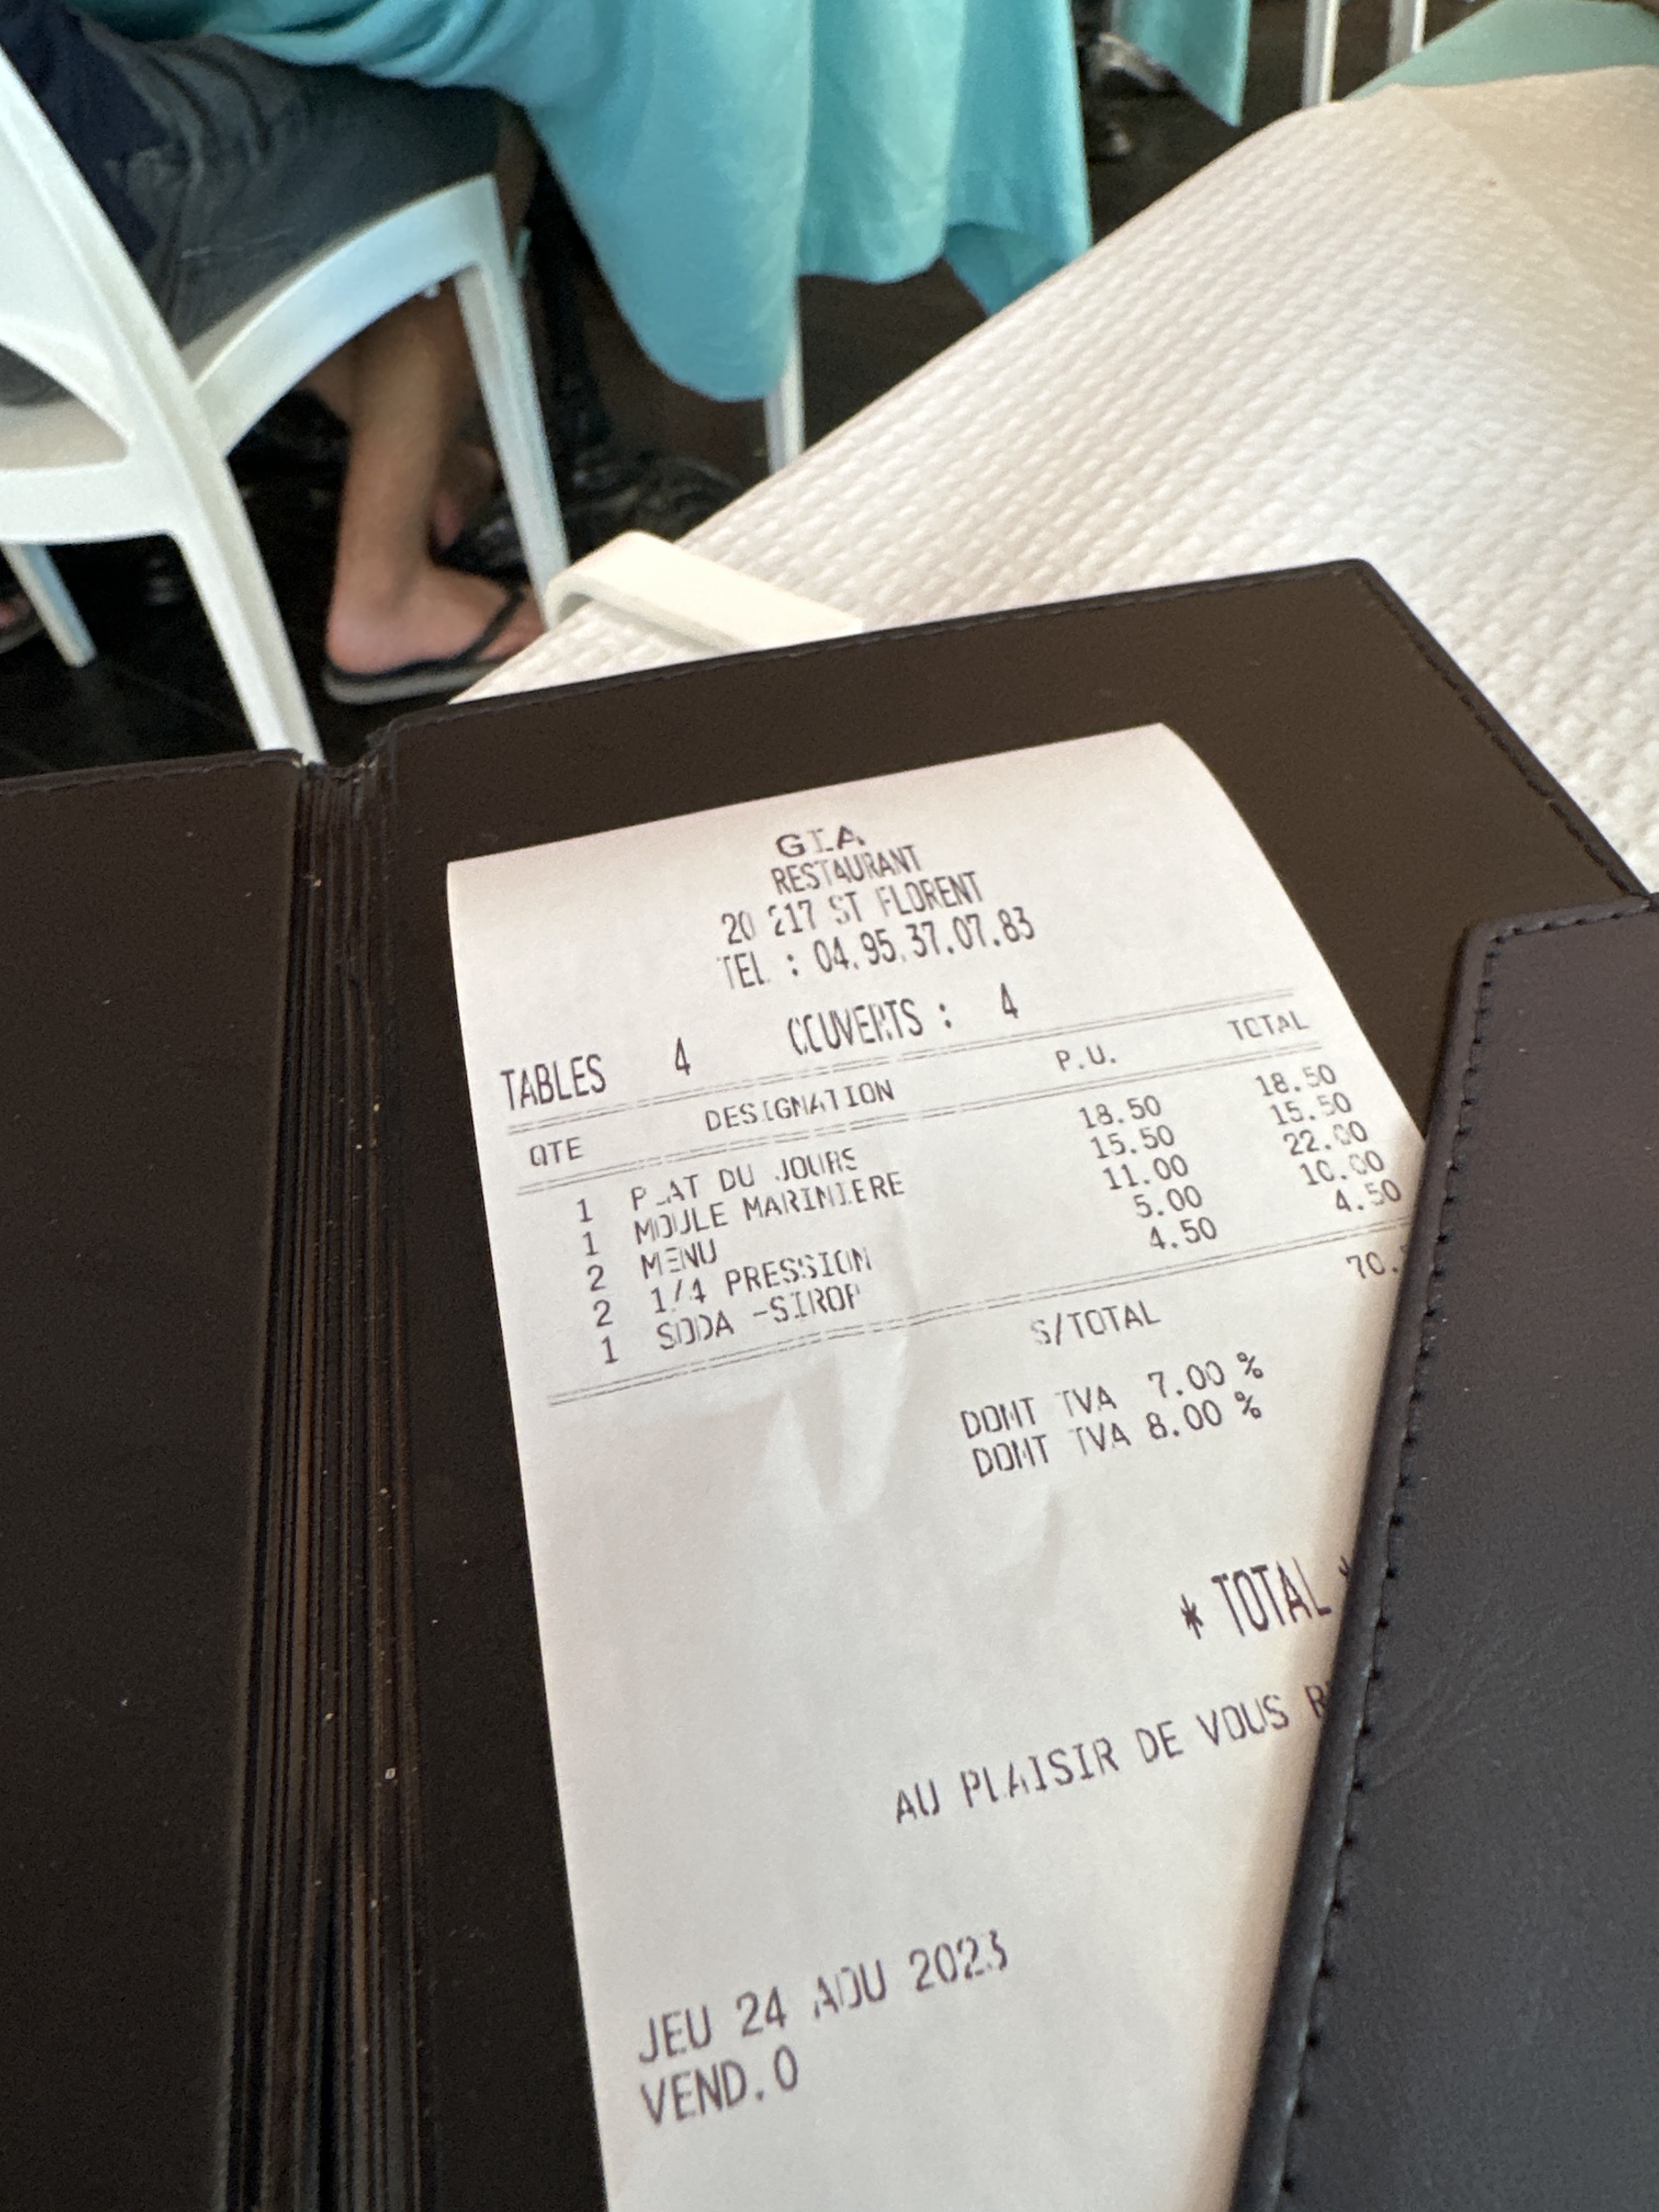 GIA
RESTAURANT
20 217 ST FLORENT
TEL : 04.95.37.07.83
TABLES 4 COUVERTS : 4
QTE DESIGNATION P.U. TOTAL
1 PLAT DU JOURS 18.50 18.50
1 MOULE MARINIERE 15.50 15.50
2 MENU 11.00 22.00
2 1/4 PRESSION 5.00 10.00
1 SODA -SIROP 4.50 4.50
S/TOTAL 70.
DONT TVA 7.00 %
DONT TVA 8.00 %
* TOTAL *
AU PLAISIR DE VOUS
JEU 24 AOU 2023
VEND.0